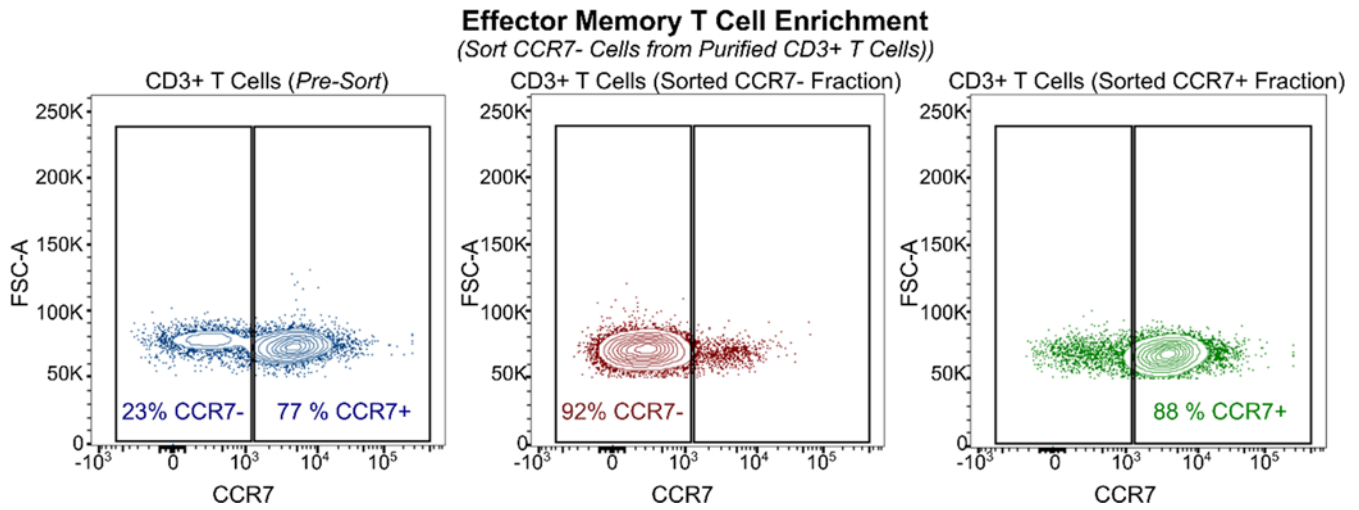 Effector Memory T Cell Enrichment
(Sort CCR7- Cells from Purified CD3+ T Cells))
CD3+ T Cells (Pre-Sort)
250K
200K
150K
100K
50K
0
FSC-A
23% CCR7-
77 % CCR7+
-10³ 0 10³ 10⁴ 10⁵
CCR7
CD3+ T Cells (Sorted CCR7- Fraction)
250K
200K
150K
100K
50K
0
FSC-A
92% CCR7-
-10³ 0 10³ 10⁴ 10⁵
CCR7
CD3+ T Cells (Sorted CCR7+ Fraction)
250K
200K
150K
100K
50K
0
FSC-A
88 % CCR7+
-10³ 0 10³ 10⁴ 10⁵
CCR7